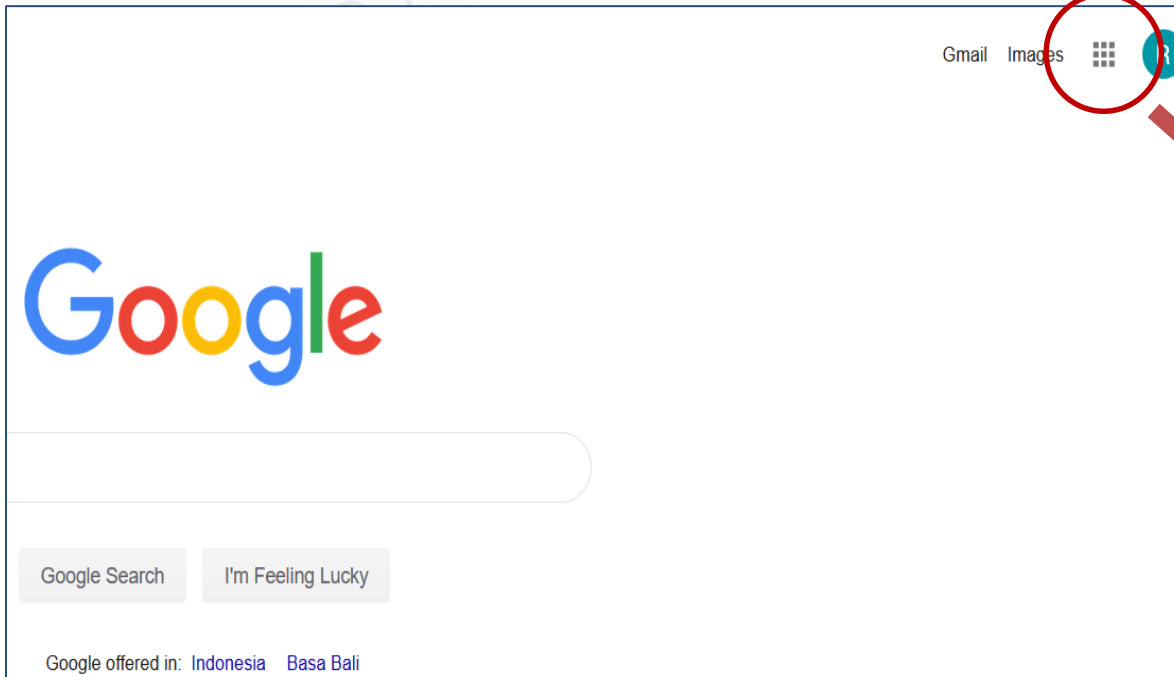 Gmail Images
R
Google
Google Search I'm Feeling Lucky
Google offered in: Indonesia Basa Bali